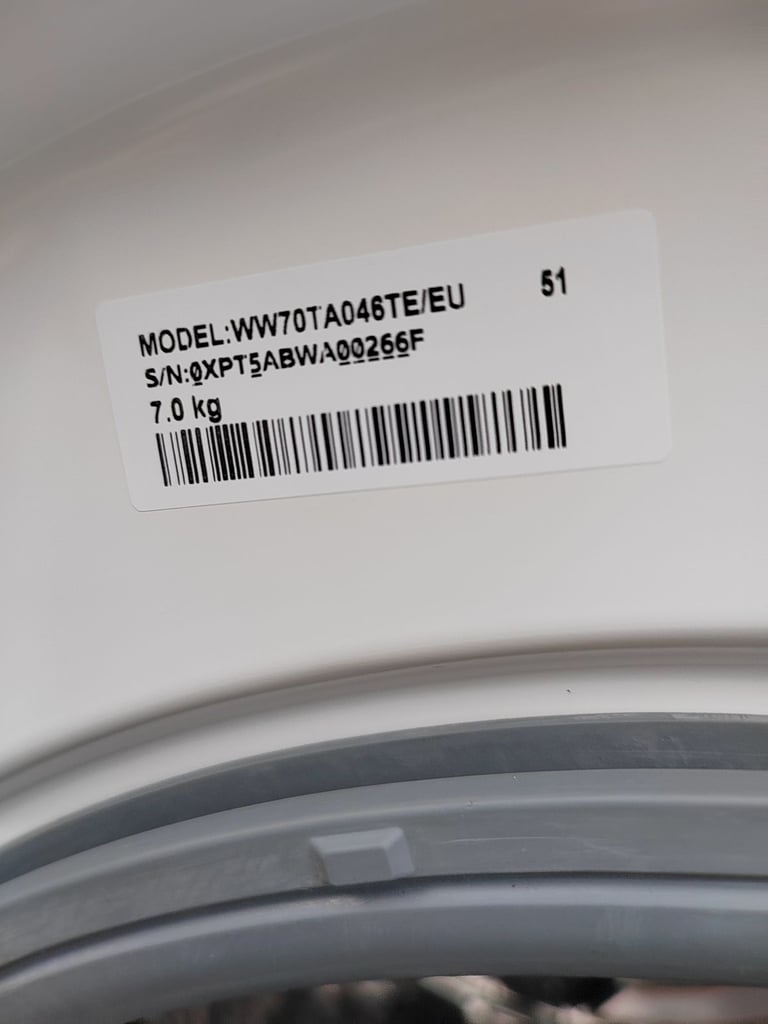 MODEL:WW70TA046TE/EU 51
S/N:0XPT5ABWA00266F
7.0 kg